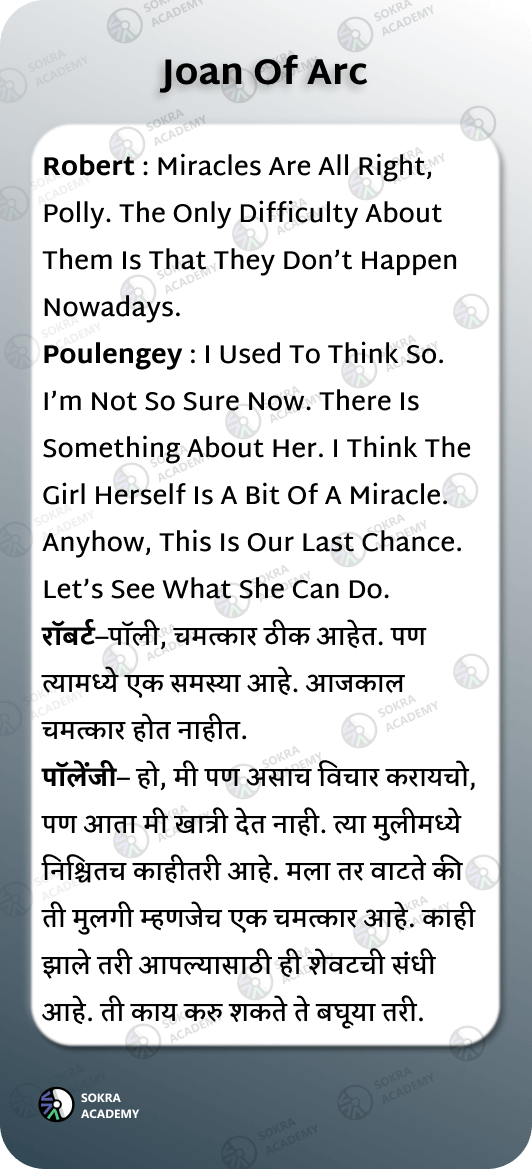 Joan Of Arc
Robert : Miracles Are All Right,
Polly. The Only Difficulty About
Them Is That They Don’t Happen
Nowadays.
Poulengey : I Used To Think So.
I’m Not So Sure Now. There Is
Something About Her. I Think The
Girl Herself Is A Bit Of A Miracle.
Anyhow, This Is Our Last Chance.
Let’s See What She Can Do.
रॉबर्ट–पॉली, चमत्कार ठीक आहेत. पण
त्यामध्ये एक समस्या आहे. आजकाल
चमत्कार होत नाहीत.
पॉलेंजी– हो, मी पण असाच विचार करायचो,
पण आता मी खात्री देत नाही. त्या मुलीमध्ये
निश्चितच काहीतरी आहे. मला तर वाटते की
ती मुलगी म्हणजेच एक चमत्कार आहे. काही
झाले तरी आपल्यासाठी ही शेवटची संधी
आहे. ती काय करु शकते ते बघूया तरी.
SOKRA
ACADEMY